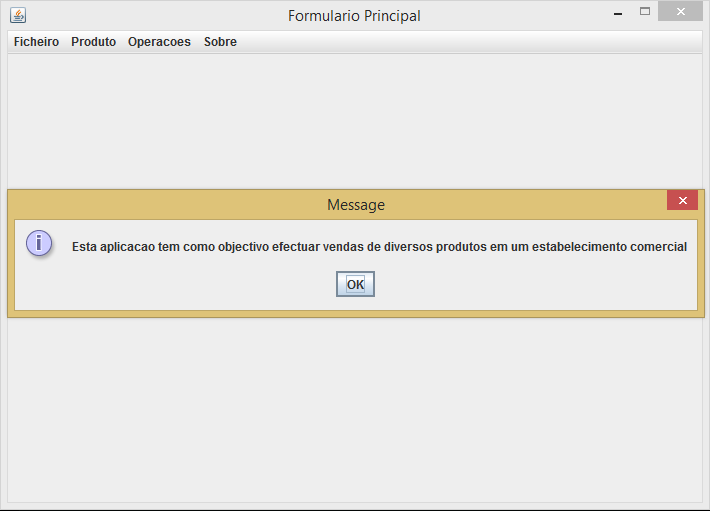 Formulario Principal
Ficheiro Produto Operacoes Sobre
Message
i
Esta aplicacao tem como objectivo efectuar vendas de diversos produtos em um estabelecimento comercial
OK